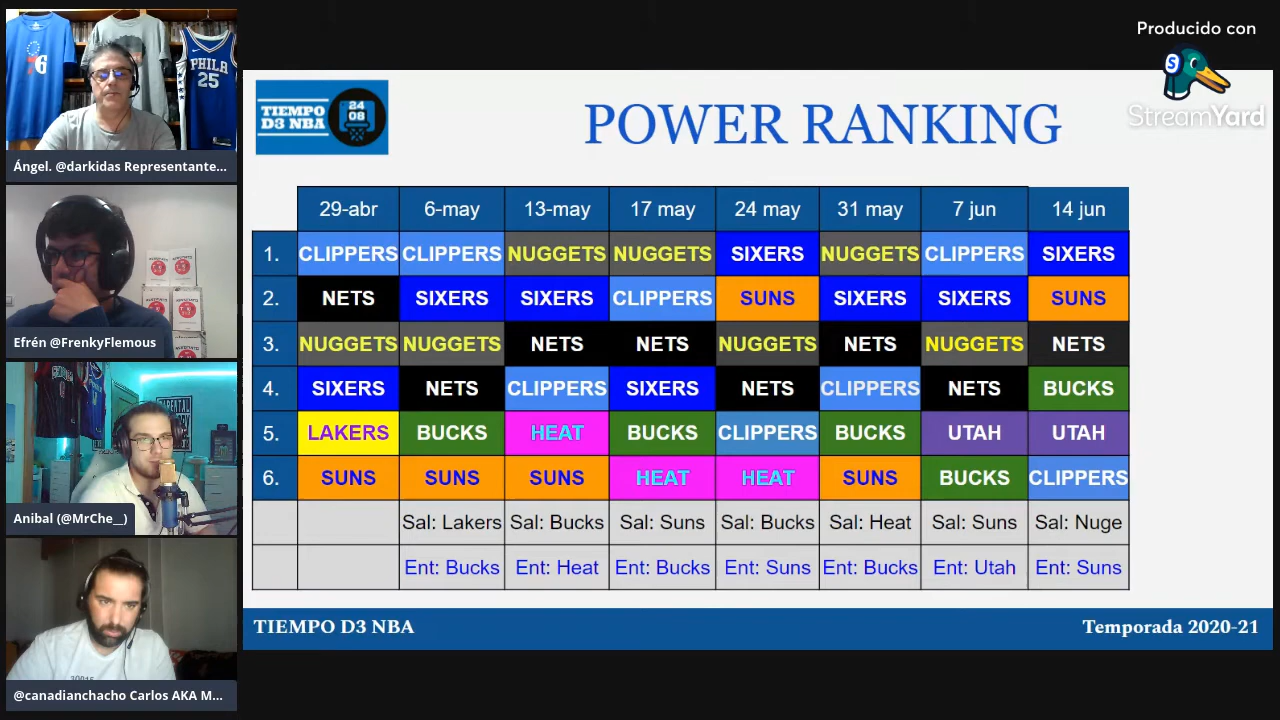 Producido con
StreamYard
76
PHILA
25
Ángel. @darkidas Representante...
Efrén @FrenkyFlemous
Anibal (@MrChe__)
@canadianchacho Carlos AKA M...
TIEMPO
D3 NBA
24
08
POWER RANKING
29-abr 6-may 13-may 17 may 24 may 31 may 7 jun 14 jun
1. CLIPPERS CLIPPERS NUGGETS NUGGETS SIXERS NUGGETS CLIPPERS SIXERS
2. NETS SIXERS SIXERS CLIPPERS SUNS SIXERS SIXERS SUNS
3. NUGGETS NUGGETS NETS NETS NUGGETS NETS NUGGETS NETS
4. SIXERS NETS CLIPPERS SIXERS NETS CLIPPERS NETS BUCKS
5. LAKERS BUCKS HEAT BUCKS CLIPPERS BUCKS UTAH UTAH
6. SUNS SUNS SUNS HEAT HEAT SUNS BUCKS CLIPPERS
Sal: Lakers Sal: Bucks Sal: Suns Sal: Bucks Sal: Heat Sal: Suns Sal: Nuge
Ent: Bucks Ent: Heat Ent: Bucks Ent: Suns Ent: Bucks Ent: Utah Ent: Suns
TIEMPO D3 NBA Temporada 2020-21